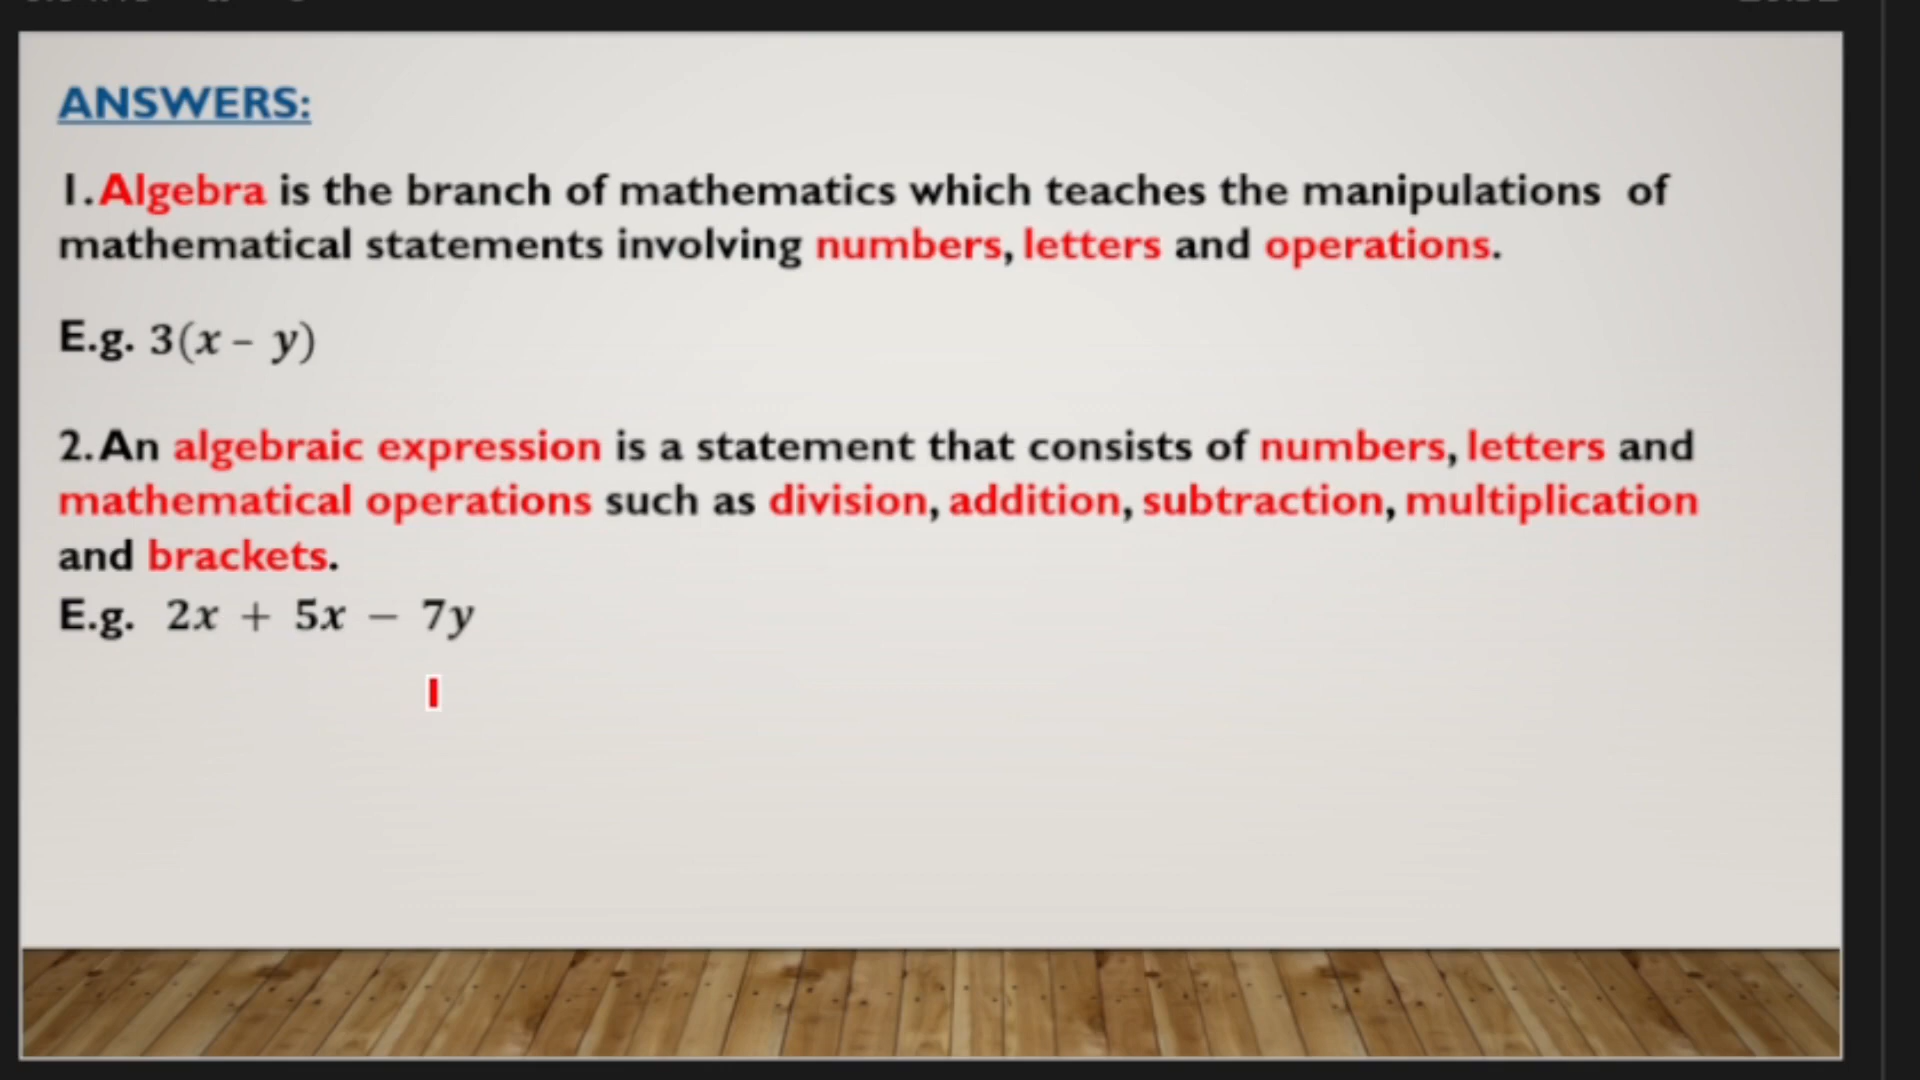 ANSWERS:
1.Algebra is the branch of mathematics which teaches the manipulations of
mathematical statements involving numbers, letters and operations.
E.g. 3(x – y)
2.An algebraic expression is a statement that consists of numbers, letters and
mathematical operations such as division, addition, subtraction, multiplication
and brackets.
E.g. 2x + 5x − 7y